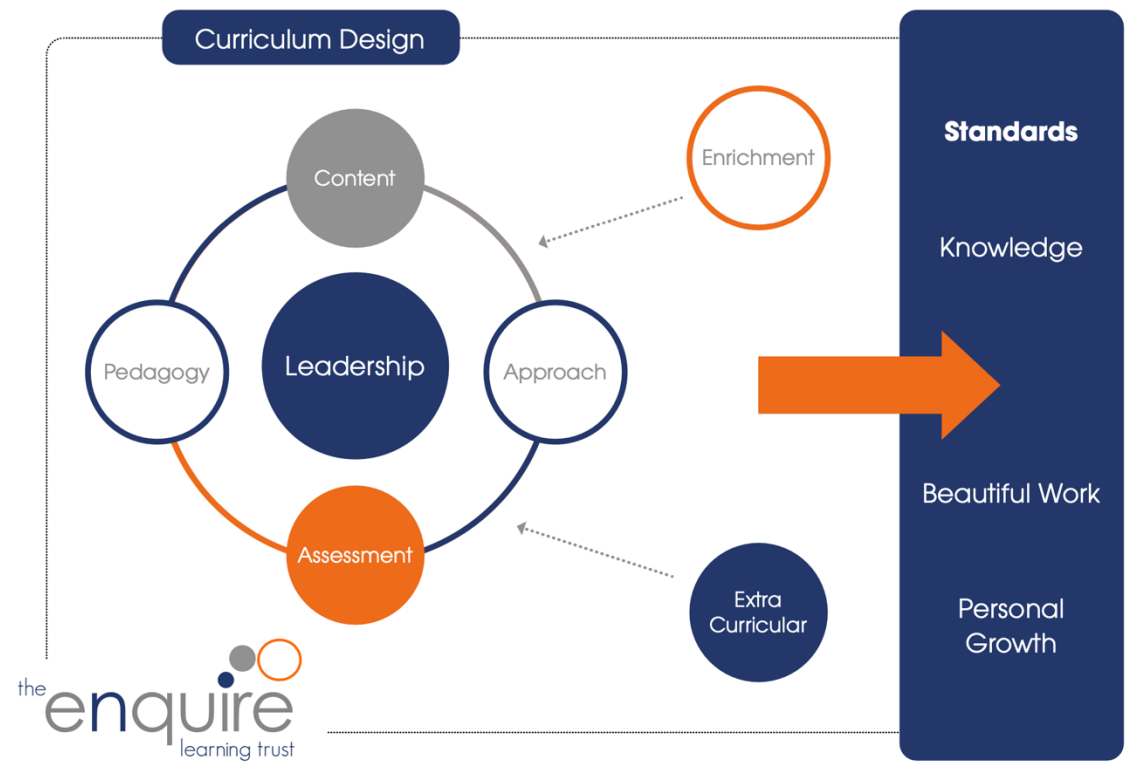 Curriculum Design
Content
Enrichment
Pedagogy
Leadership
Approach
Assessment
Extra
Curricular
Standards
Knowledge
Beautiful Work
Personal
Growth
the
enquire
learning trust